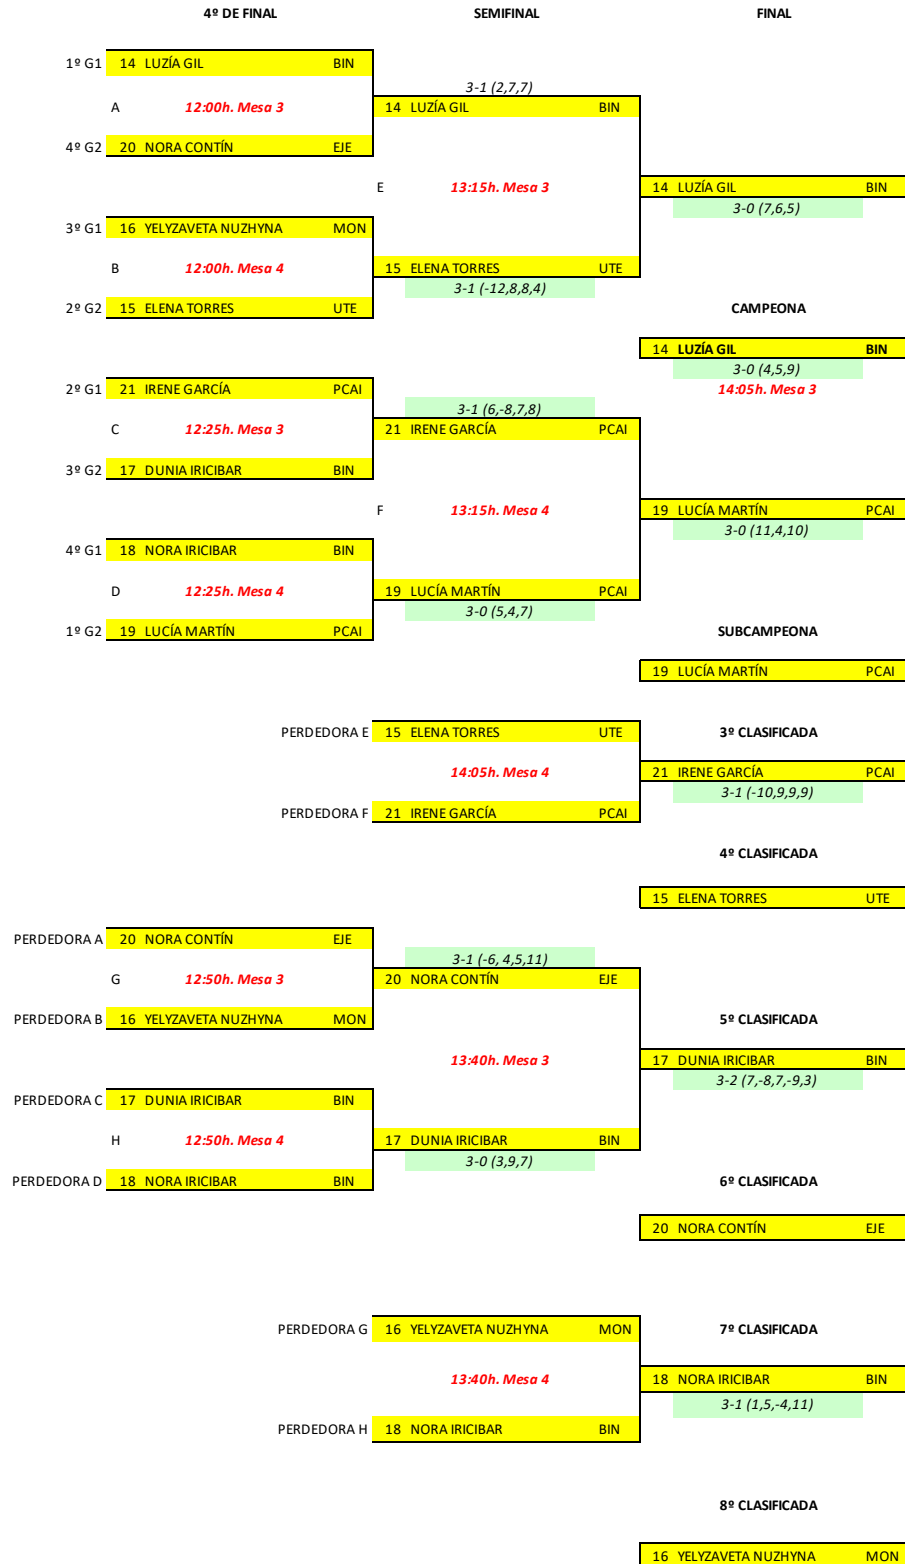 4º DE FINAL SEMIFINAL FINAL
1º G1 14 LUZÍA GIL BIN
3-1 (2,7,7)
A 12:00h. Mesa 3 14 LUZÍA GIL BIN
4º G2 20 NORA CONTÍN EJE
E 13:15h. Mesa 3 14 LUZÍA GIL BIN
3-0 (7,6,5)
3º G1 16 YELYZAVETA NUZHYNA MON
B 12:00h. Mesa 4 15 ELENA TORRES UTE
3-1 (-12,8,8,4)
2º G2 15 ELENA TORRES UTE CAMPEONA
14 LUZÍA GIL BIN
3-0 (4,5,9)
2º G1 21 IRENE GARCÍA PCAI 14:05h. Mesa 3
3-1 (6,-8,7,8)
C 12:25h. Mesa 3 21 IRENE GARCÍA PCAI
3º G2 17 DUNIA IRICIBAR BIN
F 13:15h. Mesa 4 19 LUCÍA MARTÍN PCAI
3-0 (11,4,10)
4º G1 18 NORA IRICIBAR BIN
D 12:25h. Mesa 4 19 LUCÍA MARTÍN PCAI
3-0 (5,4,7)
1º G2 19 LUCÍA MARTÍN PCAI SUBCAMPEONA
19 LUCÍA MARTÍN PCAI
PERDEDORA E 15 ELENA TORRES UTE 3º CLASIFICADA
14:05h. Mesa 4 21 IRENE GARCÍA PCAI
3-1 (-10,9,9,9)
PERDEDORA F 21 IRENE GARCÍA PCAI
4º CLASIFICADA
15 ELENA TORRES UTE
PERDEDORA A 20 NORA CONTÍN EJE
3-1 (-6, 4,5,11)
G 12:50h. Mesa 3 20 NORA CONTÍN EJE
PERDEDORA B 16 YELYZAVETA NUZHYNA MON 5º CLASIFICADA
13:40h. Mesa 3 17 DUNIA IRICIBAR BIN
3-2 (7,-8,7,-9,3)
PERDEDORA C 17 DUNIA IRICIBAR BIN
H 12:50h. Mesa 4 17 DUNIA IRICIBAR BIN
3-0 (3,9,7)
PERDEDORA D 18 NORA IRICIBAR BIN 6º CLASIFICADA
20 NORA CONTÍN EJE
PERDEDORA G 16 YELYZAVETA NUZHYNA MON 7º CLASIFICADA
13:40h. Mesa 4 18 NORA IRICIBAR BIN
3-1 (1,5,-4,11)
PERDEDORA H 18 NORA IRICIBAR BIN
8º CLASIFICADA
16 YELYZAVETA NUZHYNA MON